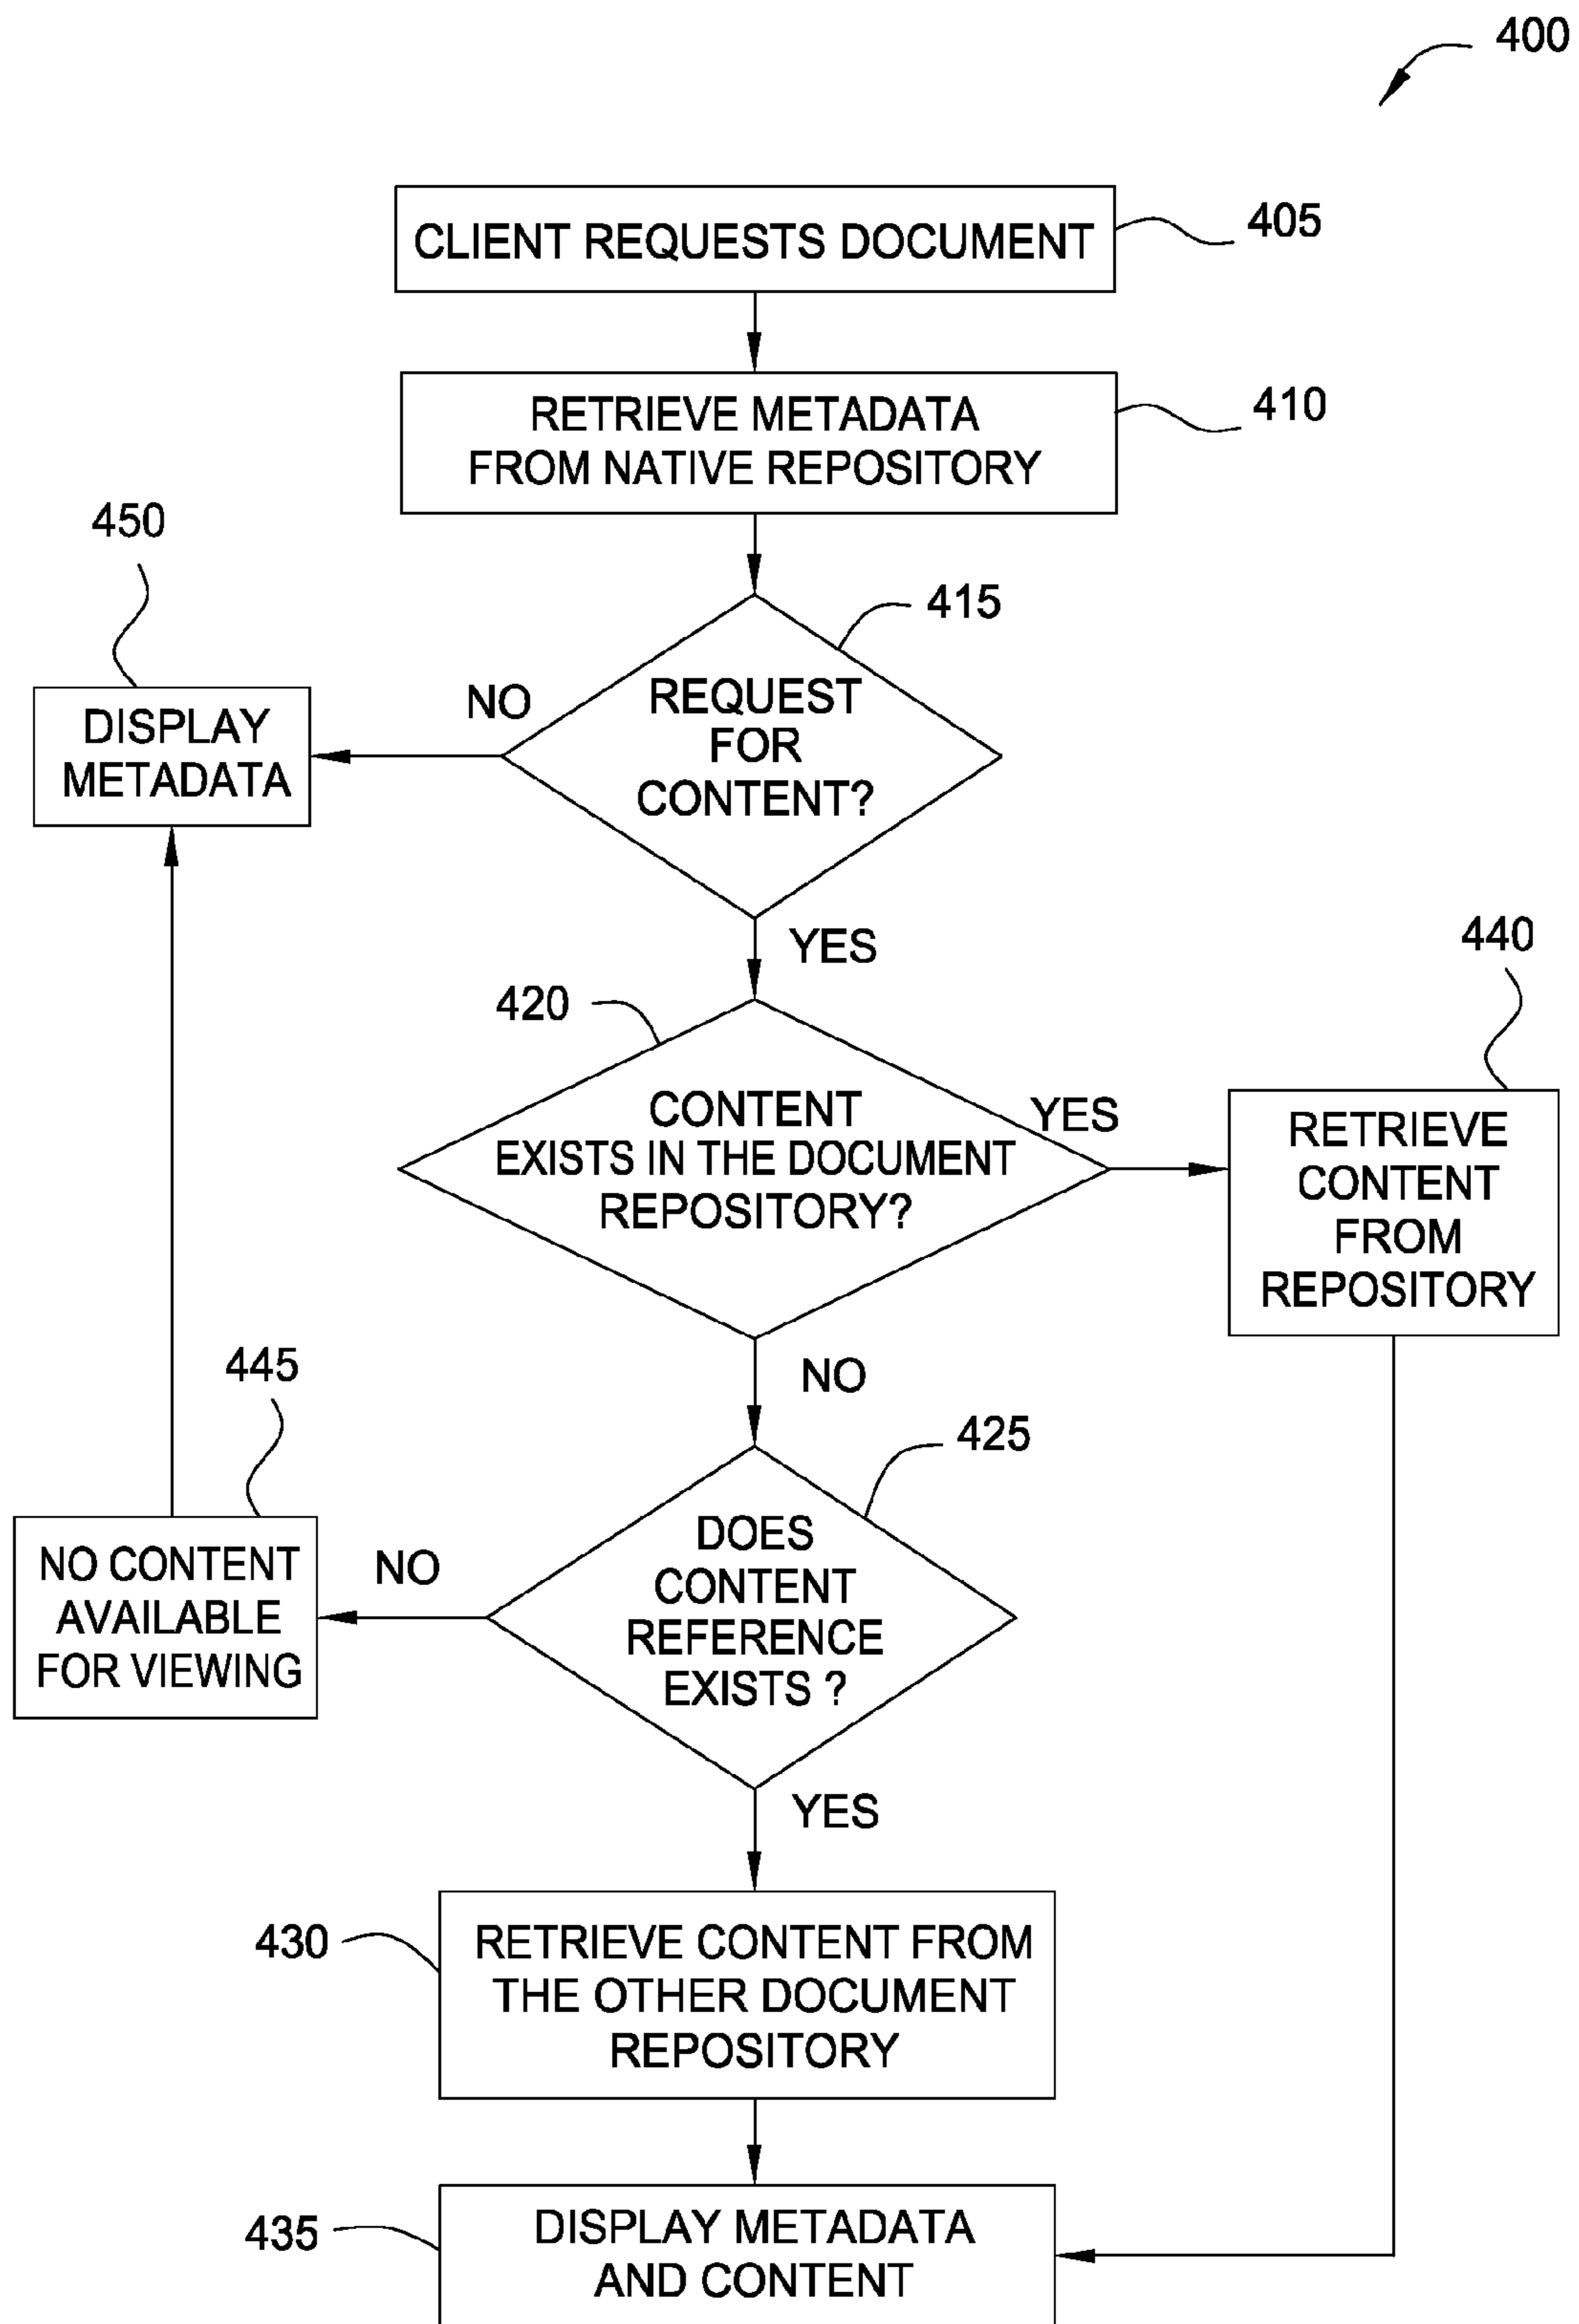 400
CLIENT REQUESTS DOCUMENT
405
RETRIEVE METADATA
FROM NATIVE REPOSITORY
410
450
415
DISPLAY
METADATA
NO
REQUEST
FOR
CONTENT?
YES
440
420
CONTENT
EXISTS IN THE DOCUMENT
REPOSITORY?
YES
RETRIEVE
CONTENT
FROM
REPOSITORY
NO
445
425
NO CONTENT
AVAILABLE
FOR VIEWING
NO
DOES
CONTENT
REFERENCE
EXISTS ?
YES
430
RETRIEVE CONTENT FROM
THE OTHER DOCUMENT
REPOSITORY
435
DISPLAY METADATA
AND CONTENT